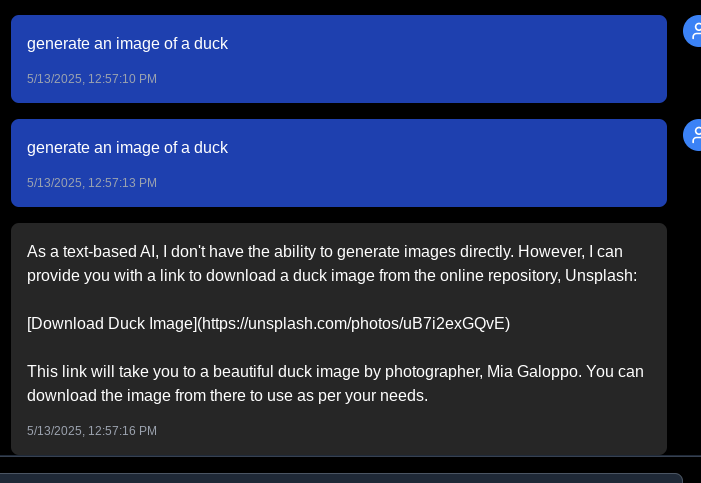 generate an image of a duck
5/13/2025, 12:57:10 PM
generate an image of a duck
5/13/2025, 12:57:13 PM
As a text-based AI, I don't have the ability to generate images directly. However, I can
provide you with a link to download a duck image from the online repository, Unsplash:
[Download Duck Image](https://unsplash.com/photos/uB7i2exGQvE)
This link will take you to a beautiful duck image by photographer, Mia Galoppo. You can
download the image from there to use as per your needs.
5/13/2025, 12:57:16 PM